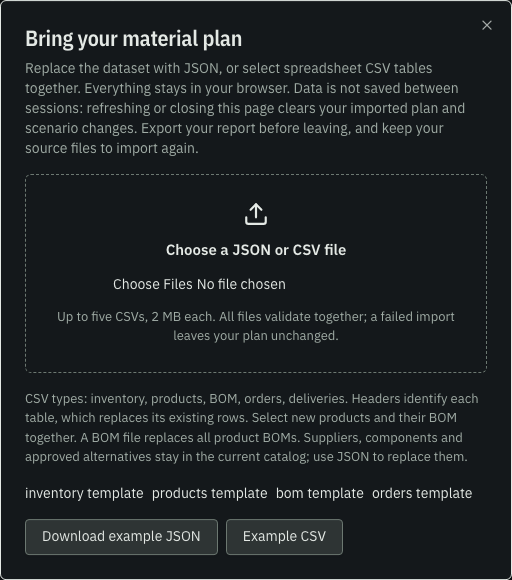 Bring your material plan
Replace the dataset with JSON, or select spreadsheet CSV tables
together. Everything stays in your browser. Data is not saved between
sessions: refreshing or closing this page clears your imported plan and
scenario changes. Export your report before leaving, and keep your
source files to import again.
Choose a JSON or CSV file
Choose Files No file chosen
Up to five CSVs, 2 MB each. All files validate together; a failed import
leaves your plan unchanged.
CSV types: inventory, products, BOM, orders, deliveries. Headers identify each
table, which replaces its existing rows. Select new products and their BOM
together. A BOM file replaces all product BOMs. Suppliers, components and
approved alternatives stay in the current catalog; use JSON to replace them.
inventory template products template bom template orders template
Download example JSON Example CSV